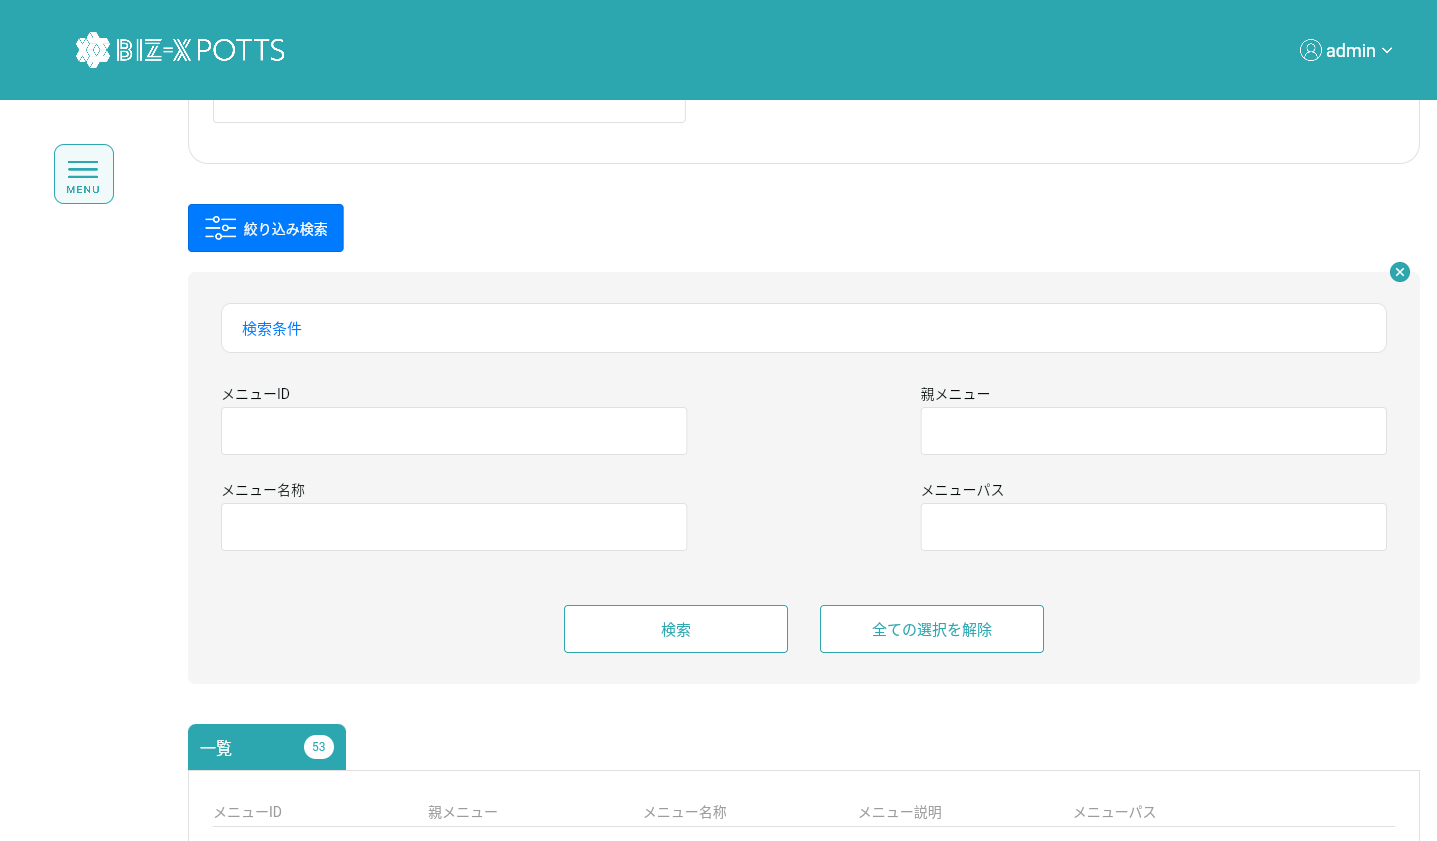 BIZ-X POTTS
admin
MENU
絞り込み検索
検索条件
メニューID
親メニュー
メニュー名称
メニューパス
検索
全ての選択を解除
一覧 53
メニューID 親メニュー メニュー名称 メニュー説明 メニューパス